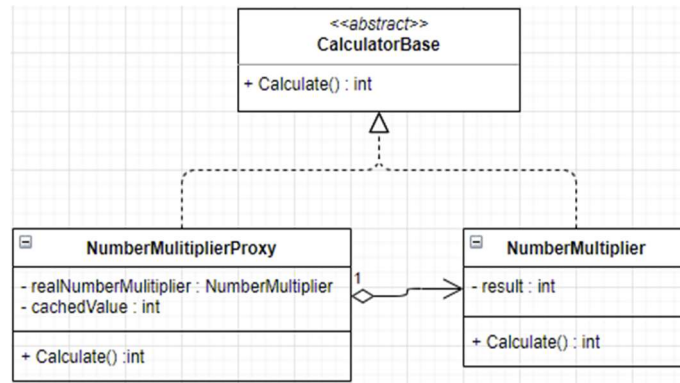 <<abstract>>
CalculatorBase
+ Calculate() : int
NumberMulitiplierProxy
- realNumberMulitiplier : NumberMultiplier
- cachedValue : int
+ Calculate() :int
1
NumberMultiplier
- result : int
+ Calculate() : int